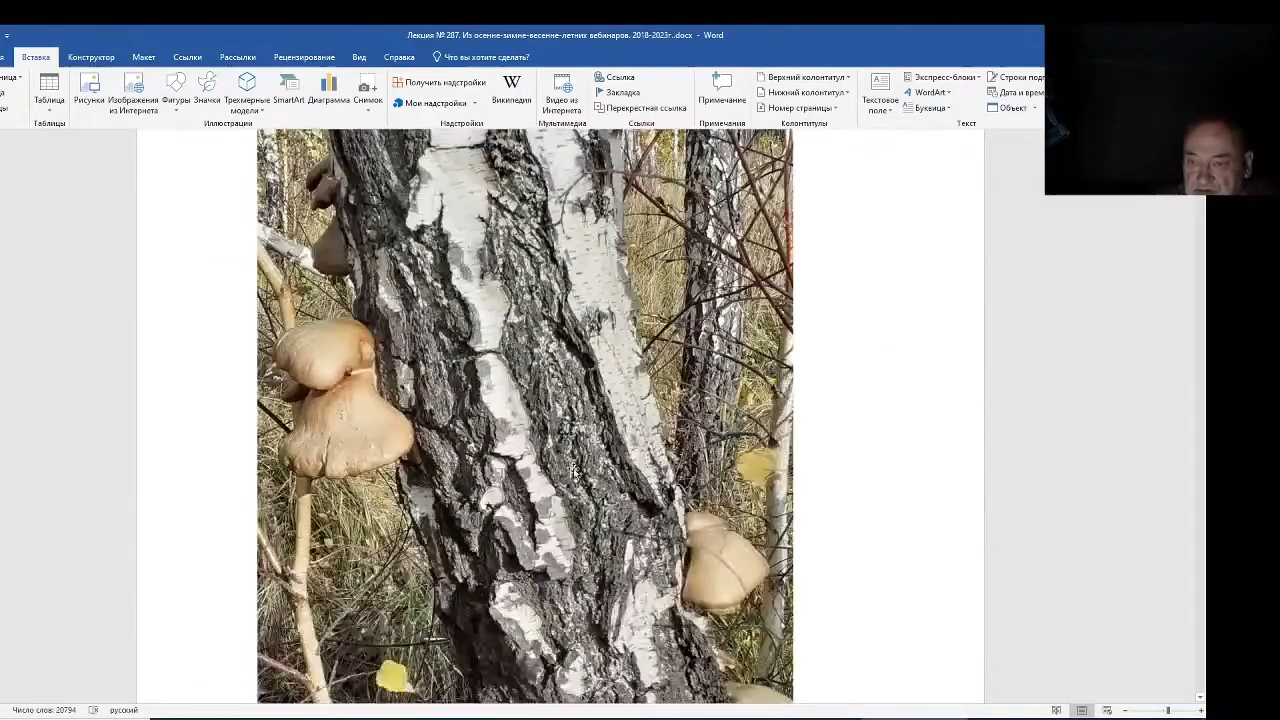 Лекция № 287. Из осенне-зимне-весенне-летних вебинаров. 2018-2023г..docx - Word
Вставка Конструктор Макет Ссылки Рассылки Рецензирование Вид Справка Что вы хотите сделать?
Таблица
Таблицы
Рисунки
Изображения из Интернета
Фигуры
Значки
Трехмерные модели
SmartArt
Диаграмма
Снимок
Иллюстрации
Получить надстройки
Мои надстройки
W
Википедия
Надстройки
Видео из Интернета
Мультимедиа
Ссылка
Закладка
Перекрестная ссылка
Ссылки
Примечание
Примечания
Верхний колонтитул
Нижний колонтитул
Номер страницы
Колонтитулы
Текстовое поле
Экспресс-блоки
WordArt
Буквица
Объект
Текст
Число слов: 20794 русский